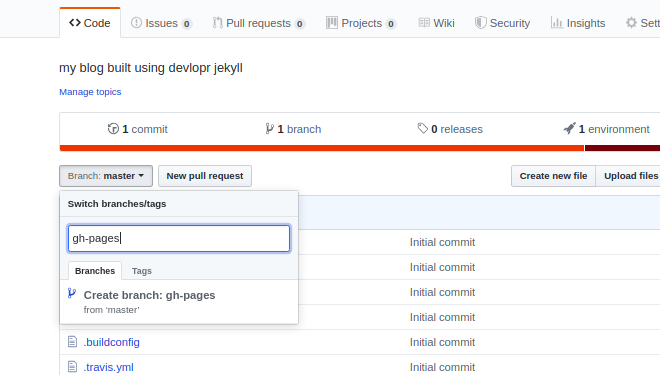 Code Issues 0 Pull requests 0 Projects 0 Wiki Security Insights Sett
my blog built using devlopr jekyll
Manage topics
1 commit 1 branch 0 releases 1 environment
Branch: master New pull request Create new file Upload files
Switch branches/tags
gh-pages
Initial commit
Branches Tags
Initial commit
Create branch: gh-pages
Initial commit
from ‘master’
Initial commit
.buildconfig Initial commit
.travis.yml Initial commit